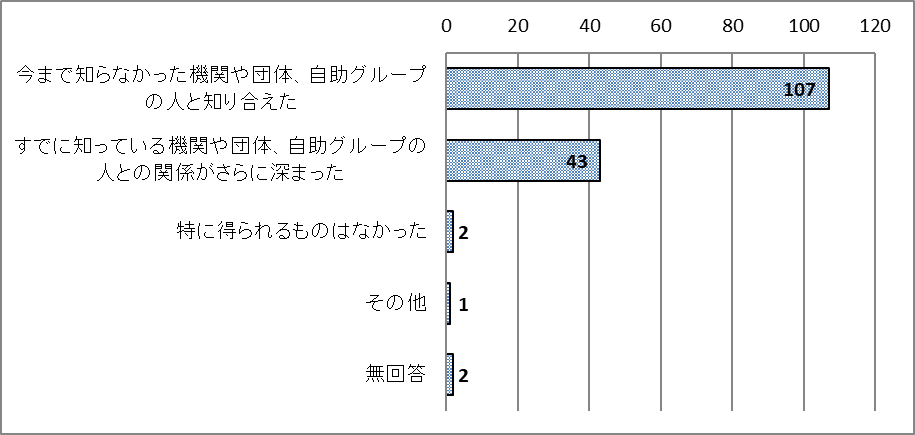 0 20 40 60 80 100 120
今まで知らなかった機関や団体、自助グループ
の人と知り合えた
107
すでに知っている機関や団体、自助グループの
人との関係がさらに深まった
43
特に得られるものはなかった
2
その他
1
無回答
2